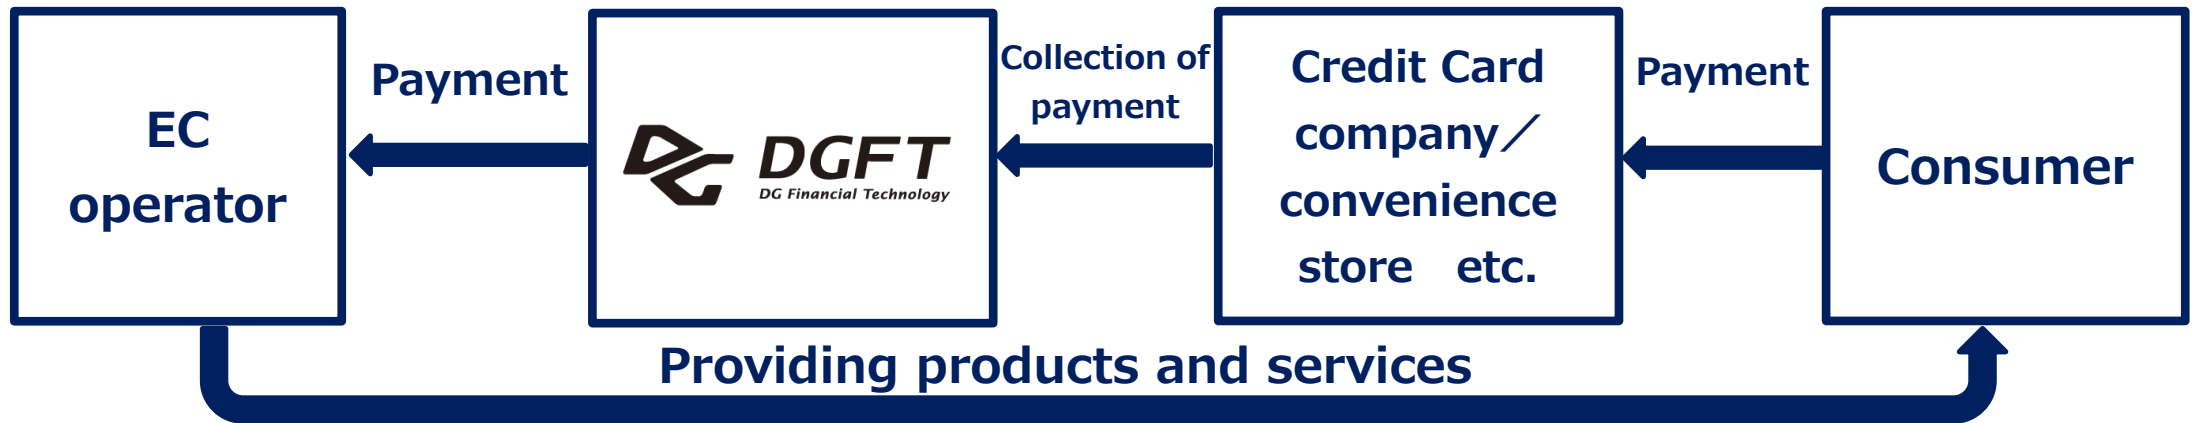 EC
operator
Payment
DGFT
DG Financial Technology
Collection of
payment
Credit Card
company／
convenience
store　etc.
Payment
Consumer
Providing products and services